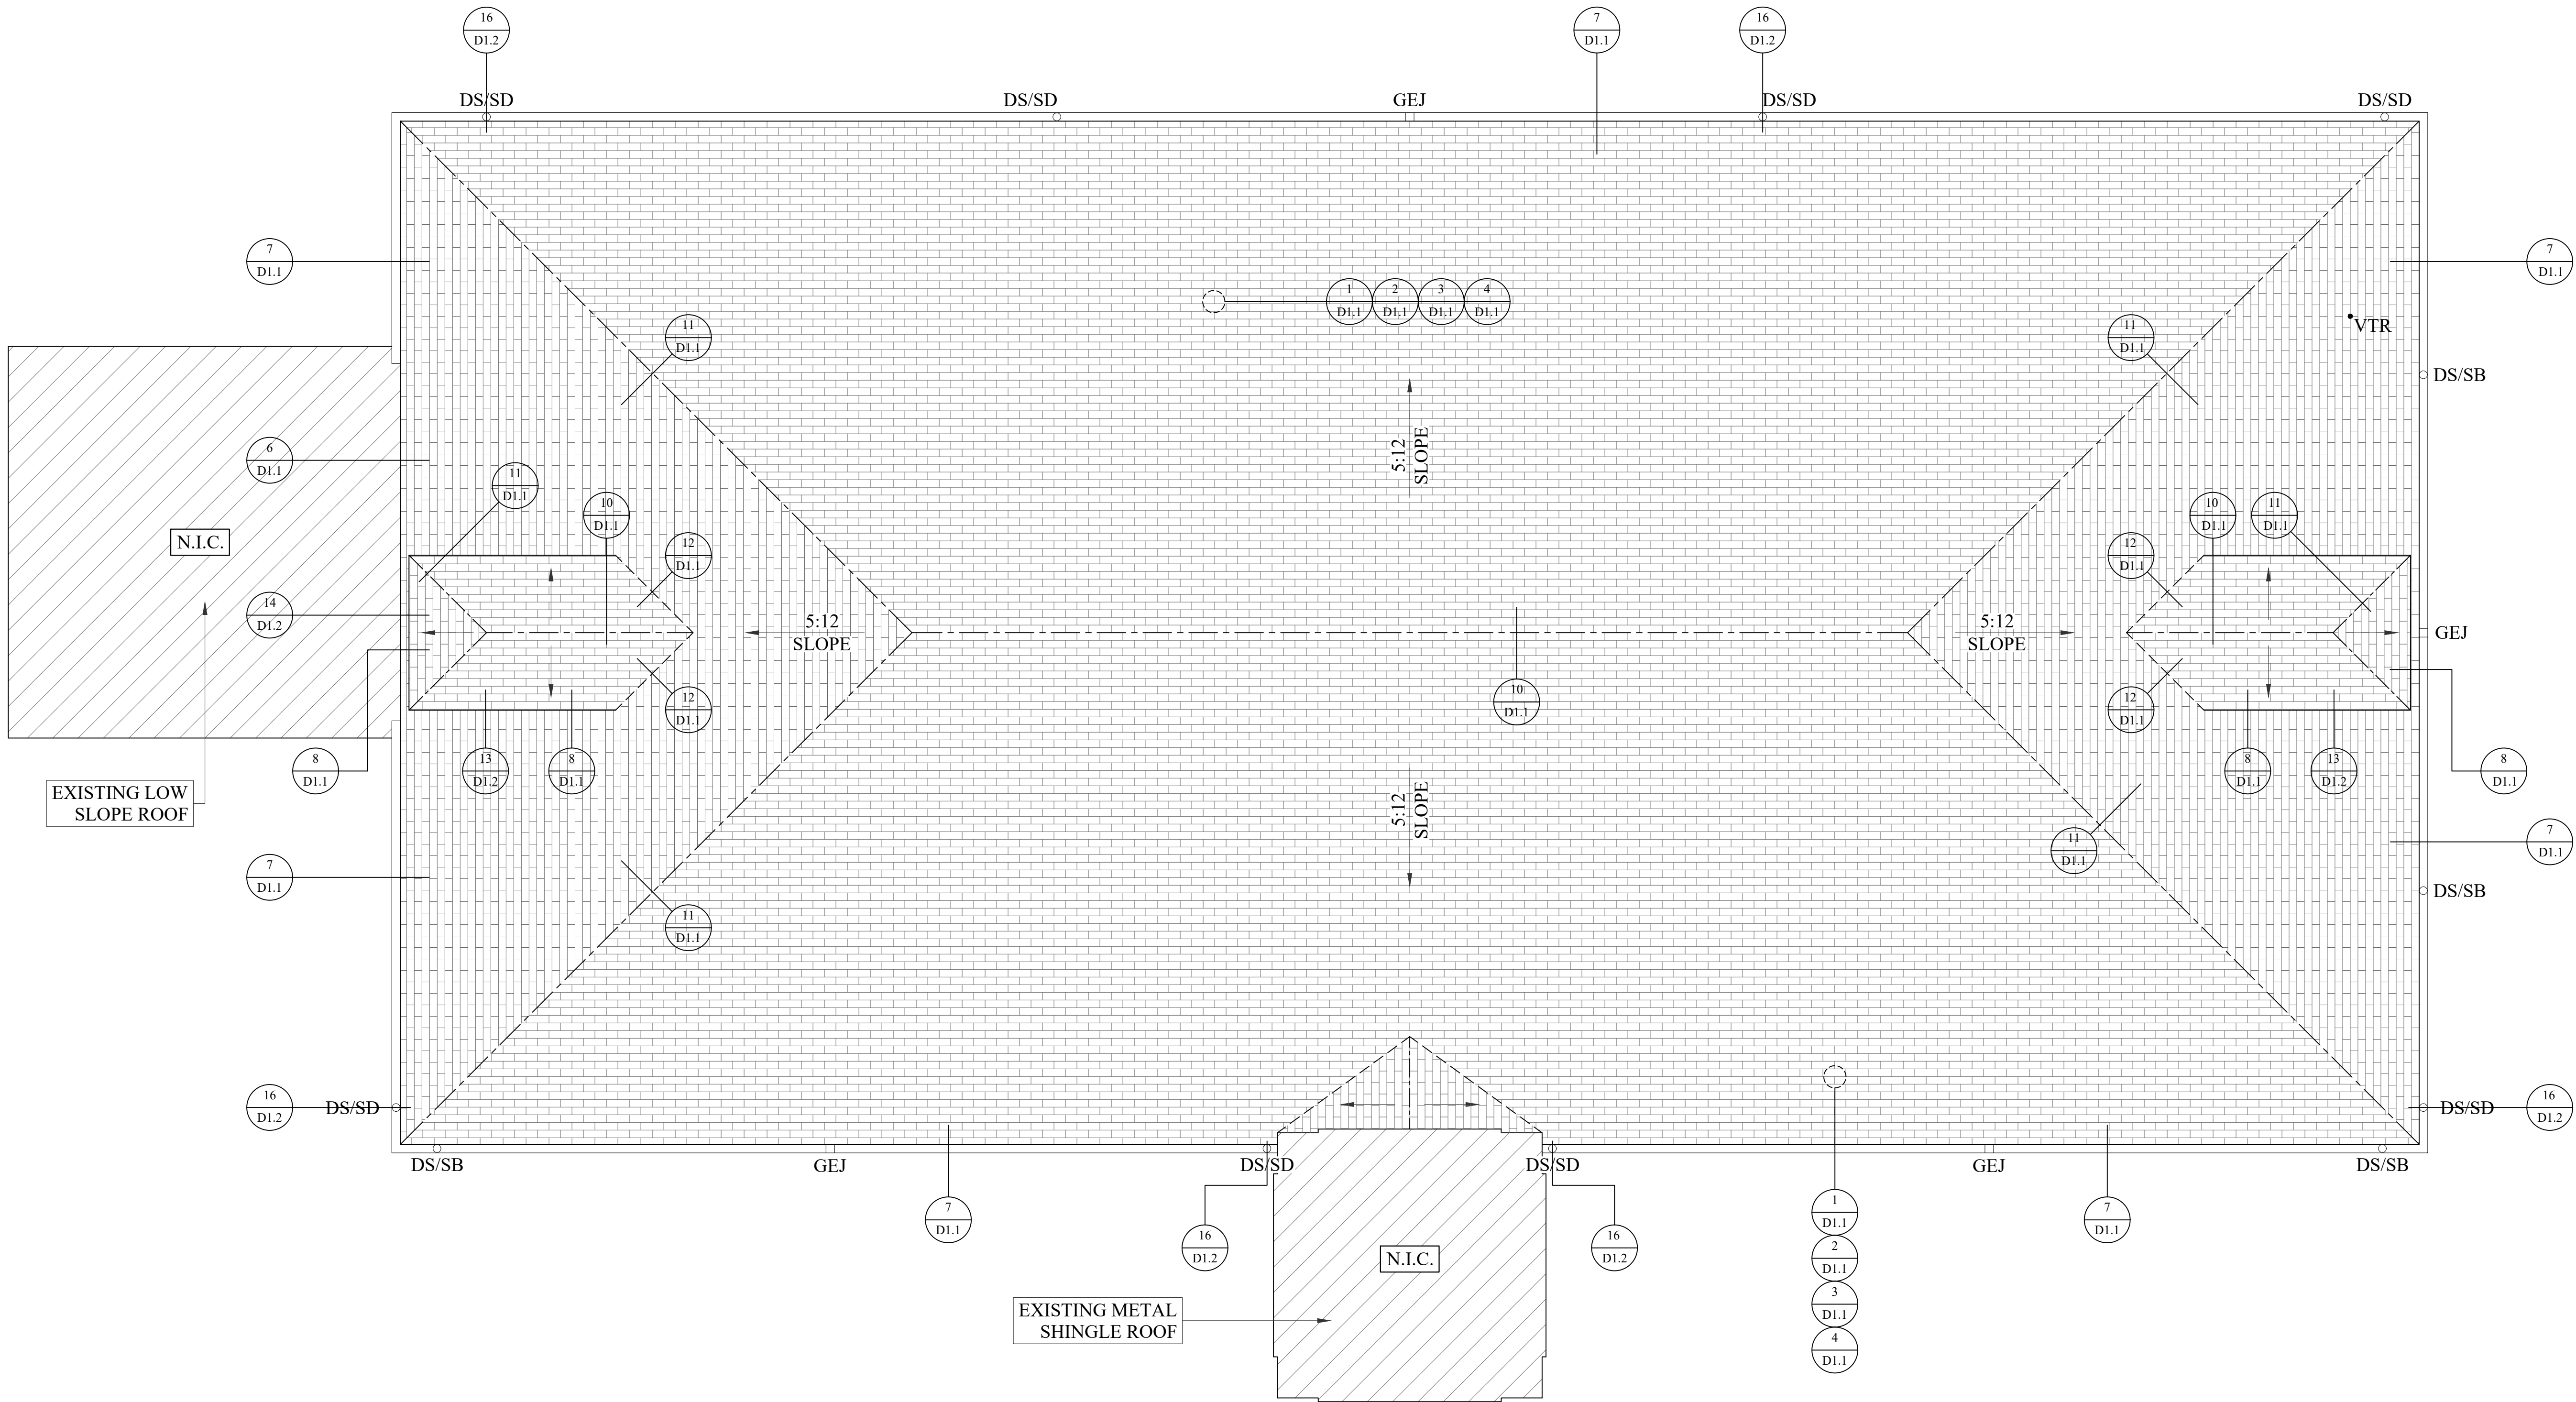 16
D1.2
7
D1.1
16
D1.2
DS/SD
DS/SD
GEJ
DS/SD
DS/SD
7
D1.1
7
D1.1
1
D1.1
2
D1.1
3
D1.1
4
D1.1
VTR
11
D1.1
11
D1.1
DS/SB
5:12
SLOPE
6
D1.1
11
D1.1
10
D1.1
10
D1.1
11
D1.1
N.I.C.
12
D1.1
12
D1.1
14
D1.2
5:12
SLOPE
5:12
SLOPE
GEJ
12
D1.1
10
D1.1
12
D1.1
8
D1.1
13
D1.2
8
D1.1
8
D1.1
13
D1.2
8
D1.1
EXISTING LOW
SLOPE ROOF
5:12
SLOPE
7
D1.1
11
D1.1
7
D1.1
DS/SB
11
D1.1
16
D1.2
DS/SD
DS/SD
16
D1.2
DS/SB
GEJ
DS/SD
DS/SD
GEJ
DS/SB
7
D1.1
16
D1.2
16
D1.2
1
D1.1
2
D1.1
3
D1.1
4
D1.1
7
D1.1
N.I.C.
EXISTING METAL
SHINGLE ROOF